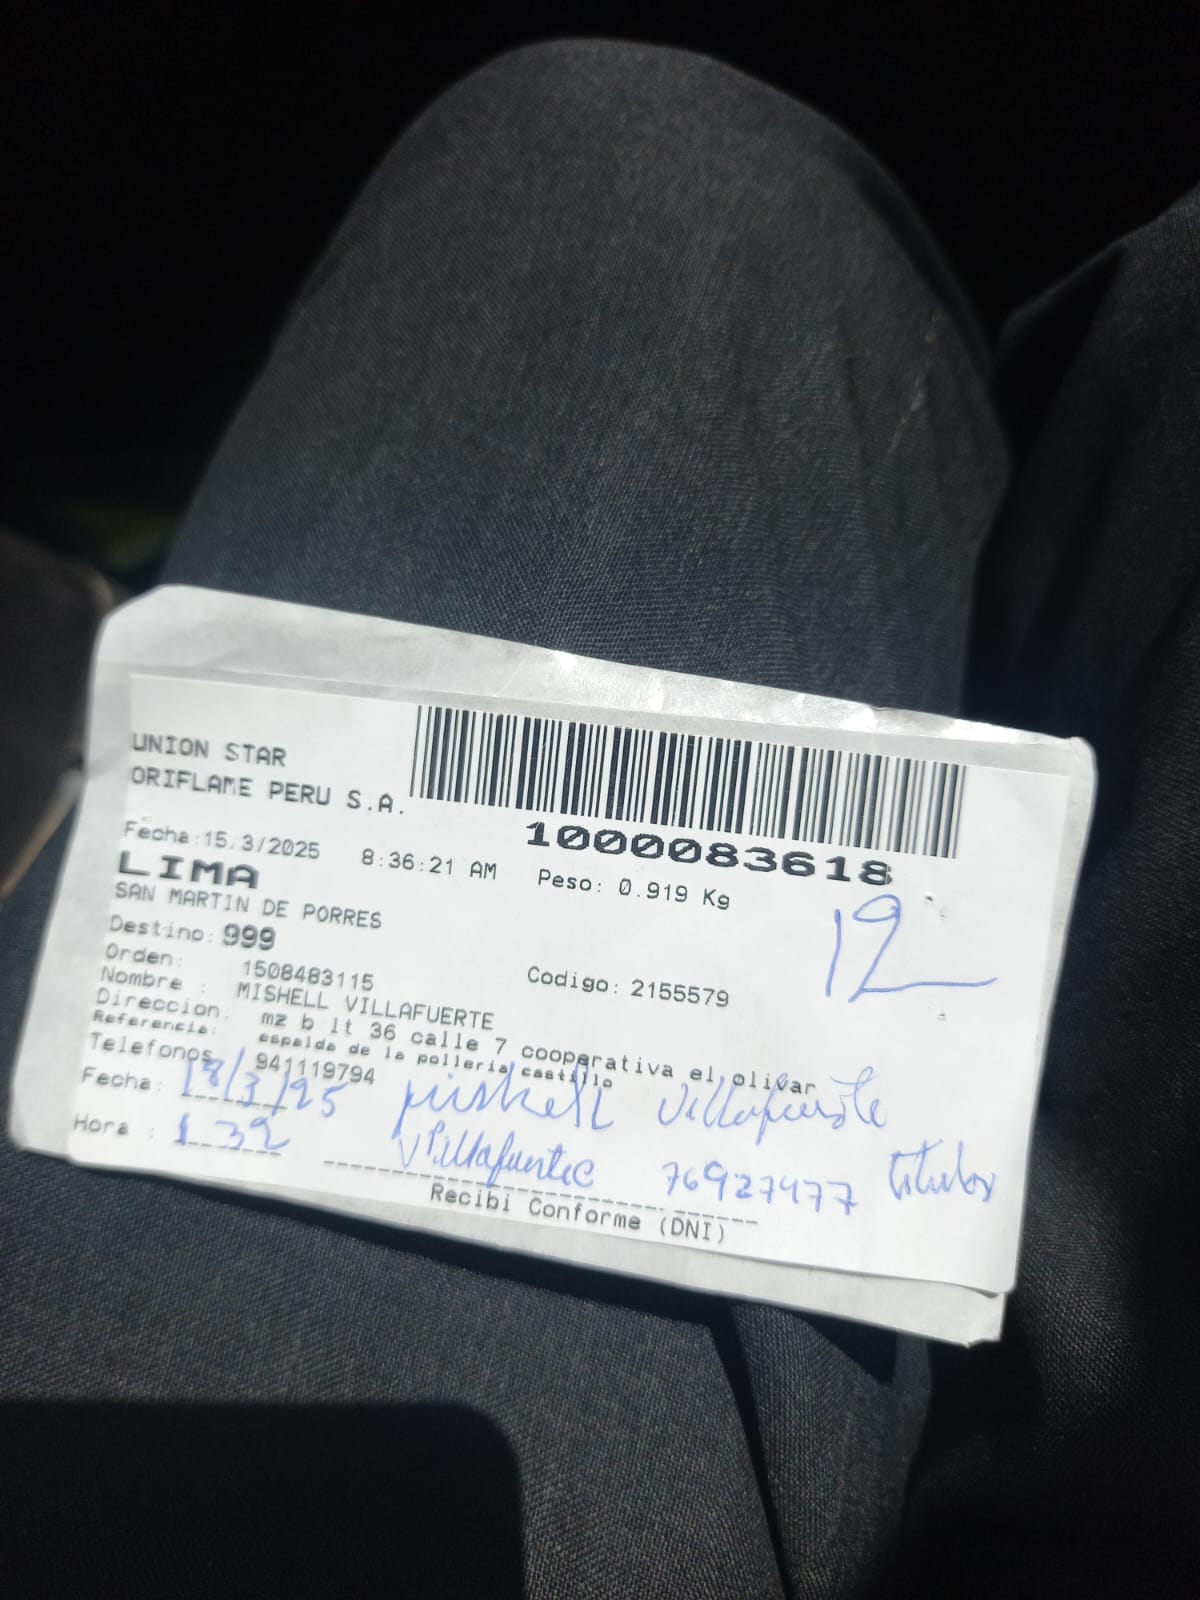 UNION STAR
ORIFLAME PERU S.A.
1000083618
Fecha:15.3/2025 8:36:21 AM Peso: 0.919 Kg
LIMA
SAN MARTIN DE PORRES
12
Destino: 999
Orden: 1508483115 Codigo: 2155579
Nombre : MISHELL VILLAFUERTE
Direccion: mz b lt 36 calle 7 cooperativa el olivar
Referencia: espalda de la polleria castillo
Telefonos 941119794
Fecha: 18/3/25 Mishell Villafuerte
Hora : 1 32 Villafuerte 76927477 titular
Recibi Conforme (DNI)